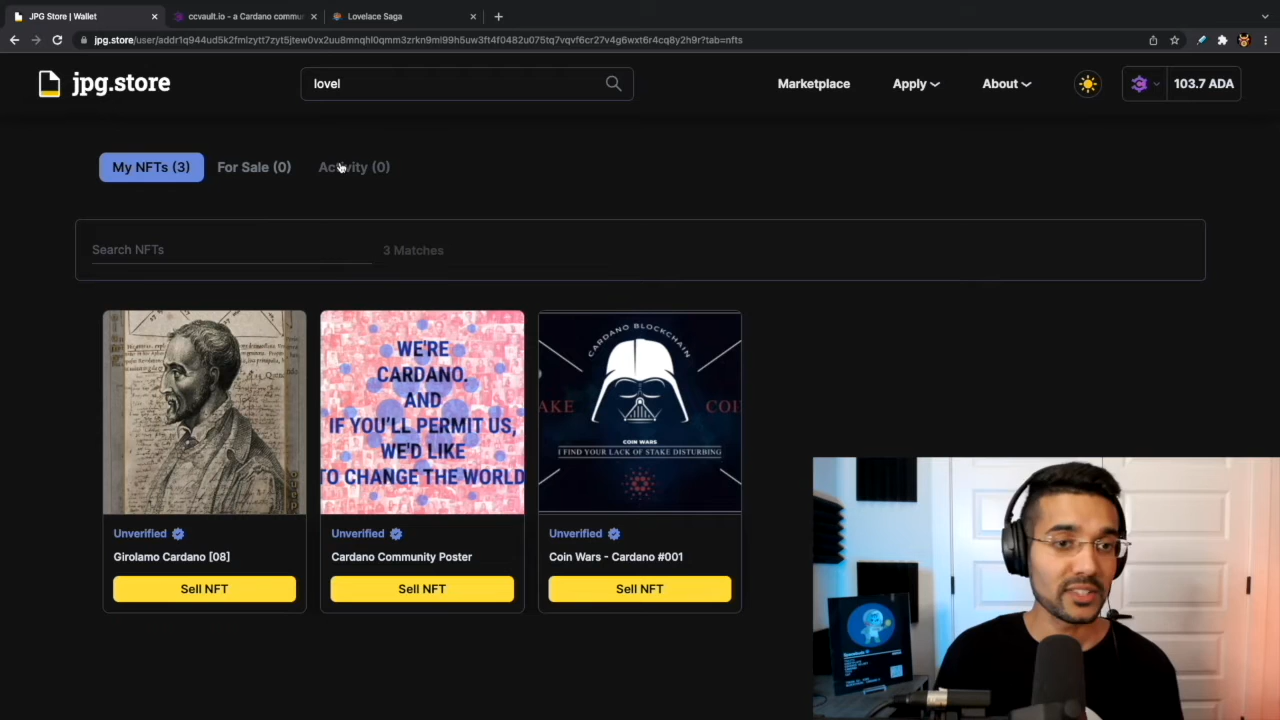 JPG Store | Wallet
ccvault.io - a Cardano commu
Lovelace Saga
jpg.store/user/addr1q944ud5k2fmlzytt7zyt5jtew0vx2uu8mnqhl0qmm3zrkn9ml99h5uw3ft4f0482u075tq7vqvf6cr27v4g6wxt6r4cq8y2h9r?tab=nfts
jpg.store
lovel
Marketplace
Apply
About
103.7 ADA
My NFTs (3)
For Sale (0)
Activity (0)
Search NFTs
3 Matches
WE'RE
CARDANO.
AND
IF YOU'LL PERMIT US,
WE'D LIKE
TO CHANGE THE WORLD
CARDANO BLOCKCHAIN
AKE
COI
COIN WARS
I FIND YOUR LACK OF STAKE DISTURBING
Unverified
Girolamo Cardano [08]
Sell NFT
Unverified
Cardano Community Poster
Sell NFT
Unverified
Coin Wars - Cardano #001
Sell NFT